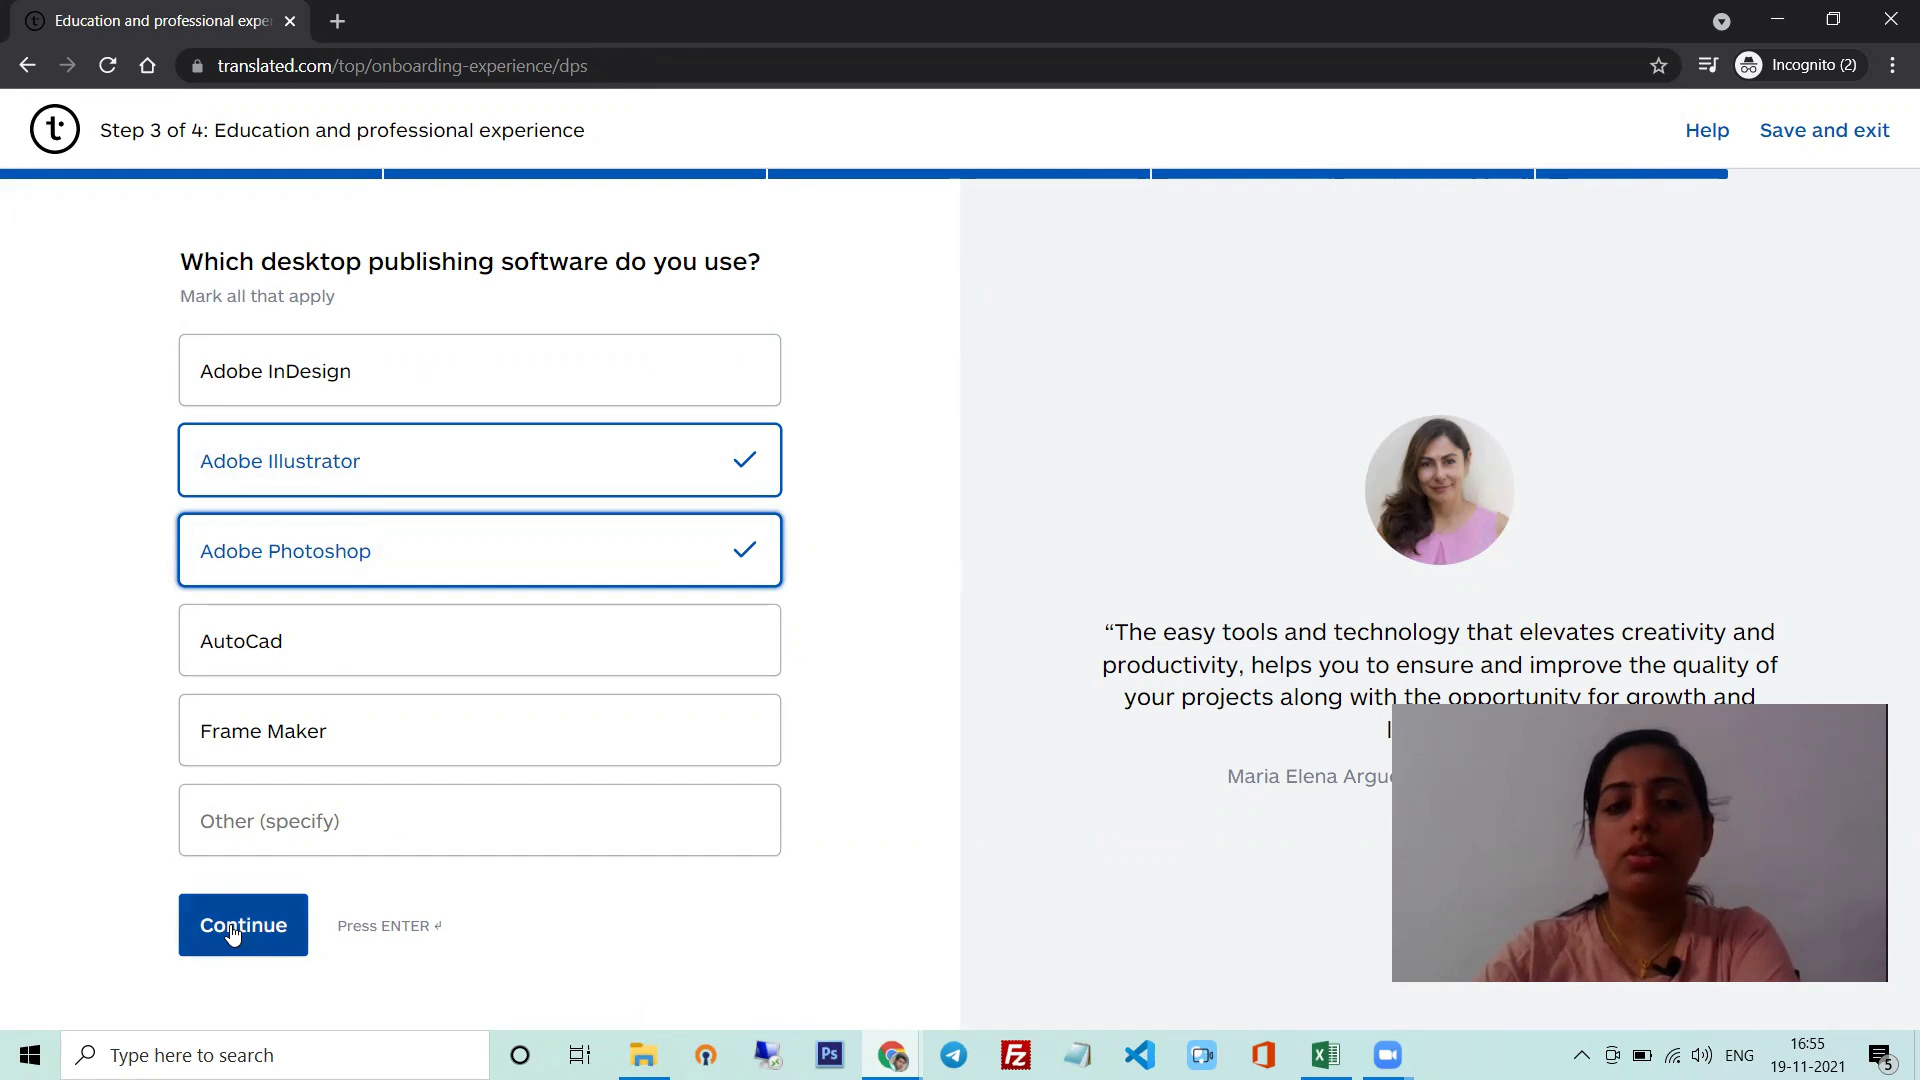 Education and professional exper
translated.com/top/onboarding-experience/dps
Incognito (2)
Step 3 of 4: Education and professional experience
Help
Save and exit
Which desktop publishing software do you use?
Mark all that apply
Adobe InDesign
Adobe Illustrator
Adobe Photoshop
AutoCad
Frame Maker
Other (specify)
Continue
Press ENTER ↵
“The easy tools and technology that elevates creativity and
productivity, helps you to ensure and improve the quality of
your projects along with the opportunity for growth and
Maria Elena
Type here to search
Ps
ENG
16:55
19-11-2021
5